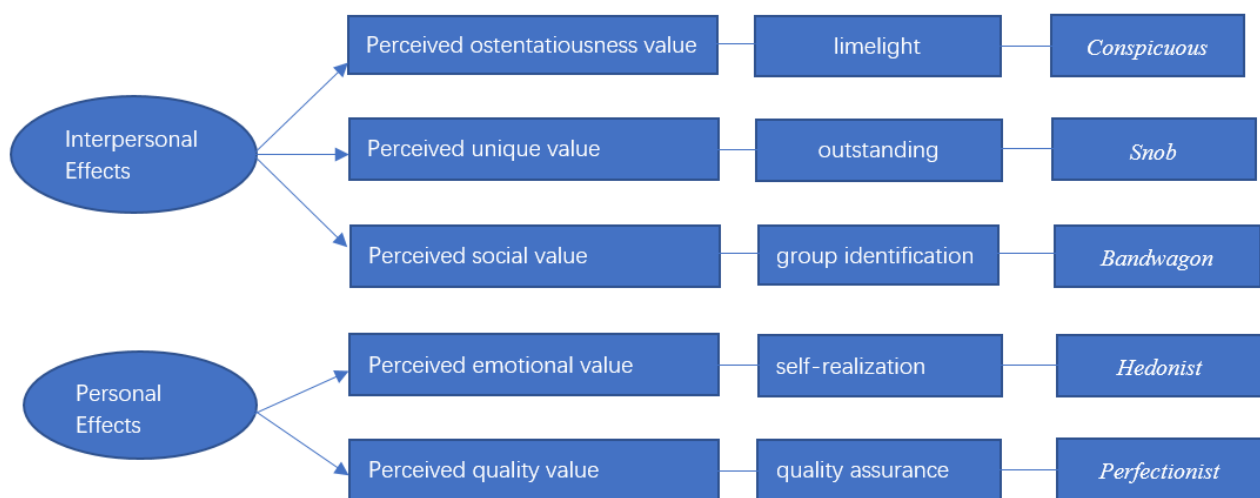 Perceived ostentatiousness value
limelight
Conspicuous
Interpersonal
Effects
Perceived unique value
outstanding
Snob
Perceived social value
group identification
Bandwagon
Personal
Effects
Perceived emotional value
self-realization
Hedonist
Perceived quality value
quality assurance
Perfectionist